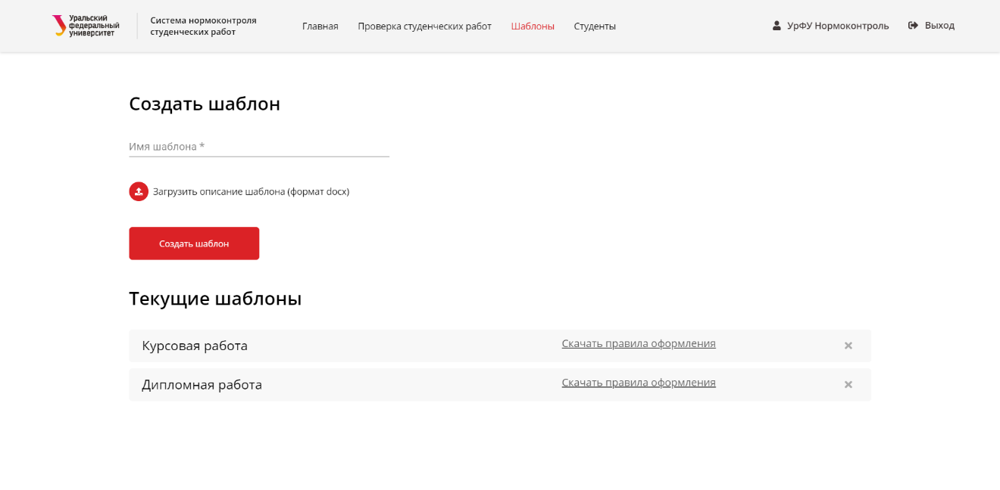 Уральский
федеральный
университет
Система нормоконтроля
студенческих работ
Главная
Проверка студенческих работ
Шаблоны
Студенты
УрФУ Нормоконтроль
Выход
Создать шаблон
Имя шаблона *
Загрузить описание шаблона (формат docx)
Создать шаблон
Текущие шаблоны
Курсовая работа
Скачать правила оформления
Дипломная работа
Скачать правила оформления